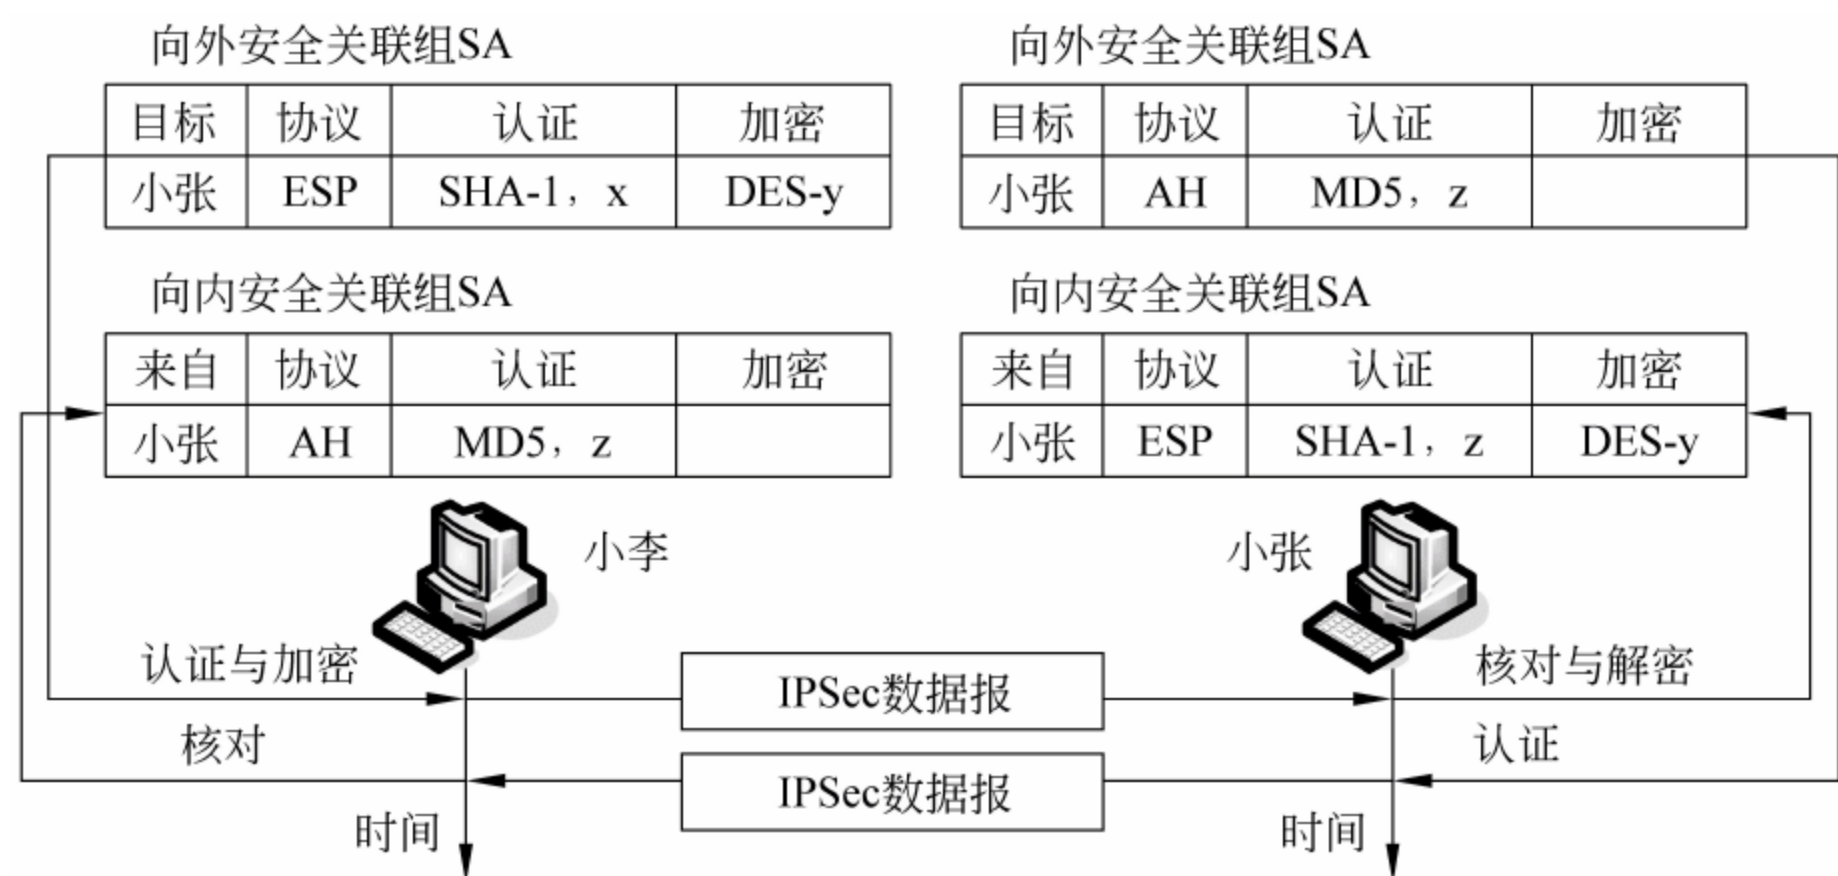 向外安全关联组SA
目标 协议 认证 加密
小张 ESP SHA-1，x DES-y
向外安全关联组SA
目标 协议 认证 加密
小张 AH MD5，z
向内安全关联组SA
来自 协议 认证 加密
小张 AH MD5，z
向内安全关联组SA
来自 协议 认证 加密
小张 ESP SHA-1，z DES-y
小李
小张
认证与加密
IPSec数据报
核对与解密
核对
IPSec数据报
认证
时间
时间